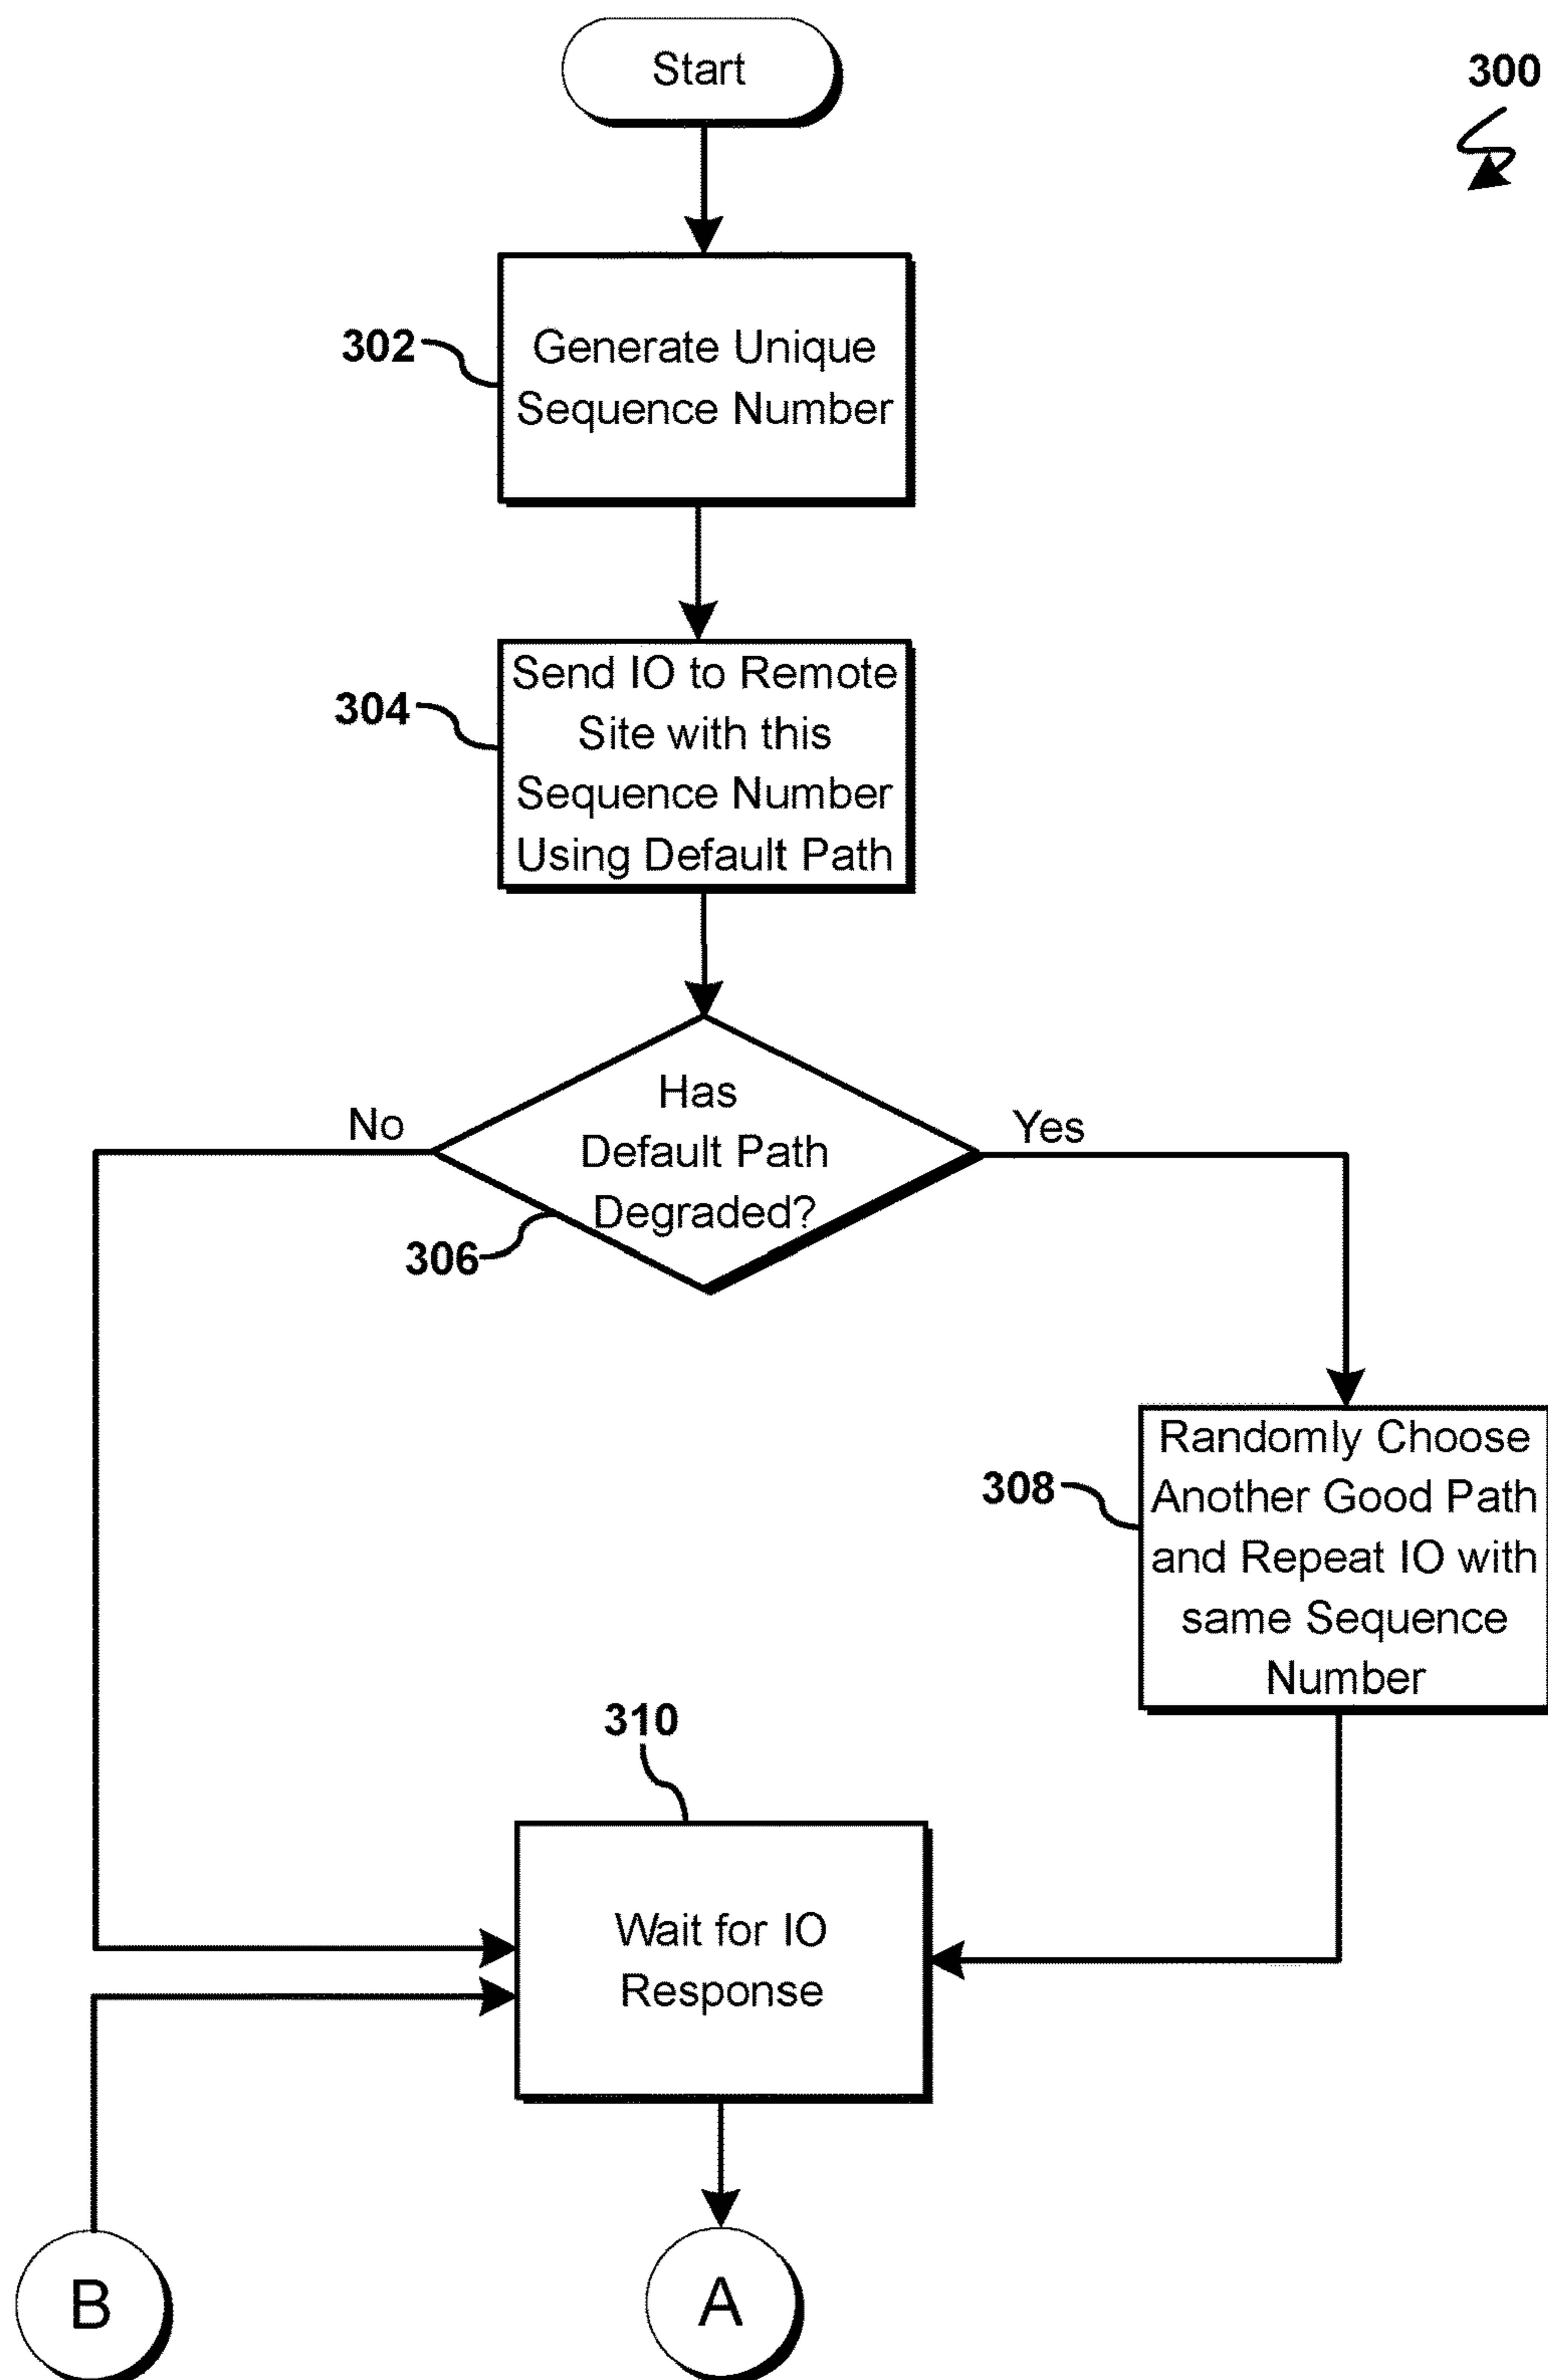 Start
300
302
Generate Unique
Sequence Number
304
Send IO to Remote
Site with this
Sequence Number
Using Default Path
No
Has
Default Path
Degraded?
Yes
306
308
Randomly Choose
Another Good Path
and Repeat IO with
same Sequence
Number
310
Wait for IO
Response
B
A